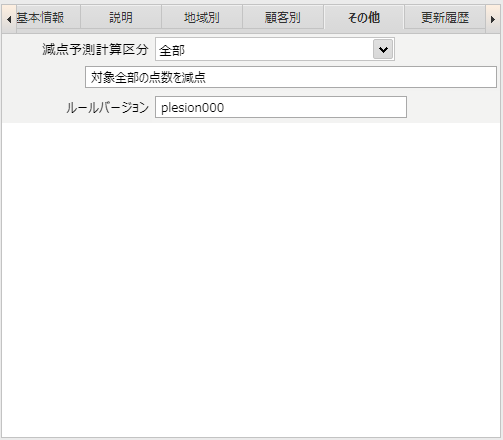 基本情報 説明 地域別 顧客別 その他 更新履歴
減点予測計算区分 全部
対象全部の点数を減点
ルールバージョン plesion000